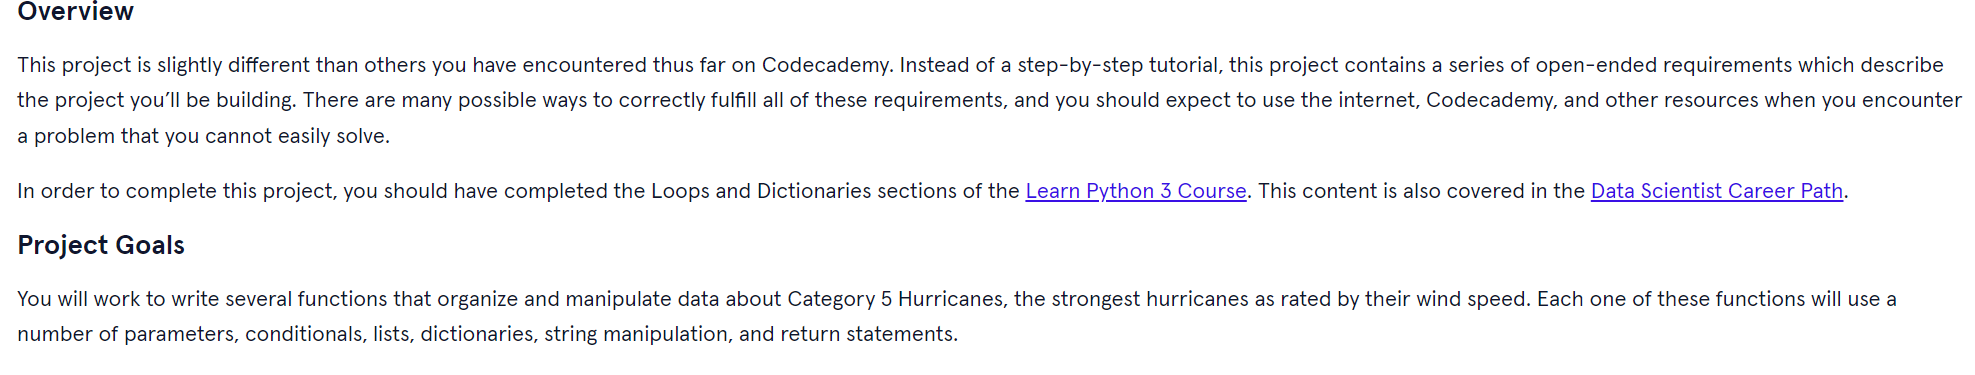 Overview
This project is slightly different than others you have encountered thus far on Codecademy. Instead of a step-by-step tutorial, this project contains a series of open-ended requirements which describe
the project you’ll be building. There are many possible ways to correctly fulfill all of these requirements, and you should expect to use the internet, Codecademy, and other resources when you encounter
a problem that you cannot easily solve.
In order to complete this project, you should have completed the Loops and Dictionaries sections of the Learn Python 3 Course. This content is also covered in the Data Scientist Career Path.
Project Goals
You will work to write several functions that organize and manipulate data about Category 5 Hurricanes, the strongest hurricanes as rated by their wind speed. Each one of these functions will use a
number of parameters, conditionals, lists, dictionaries, string manipulation, and return statements.